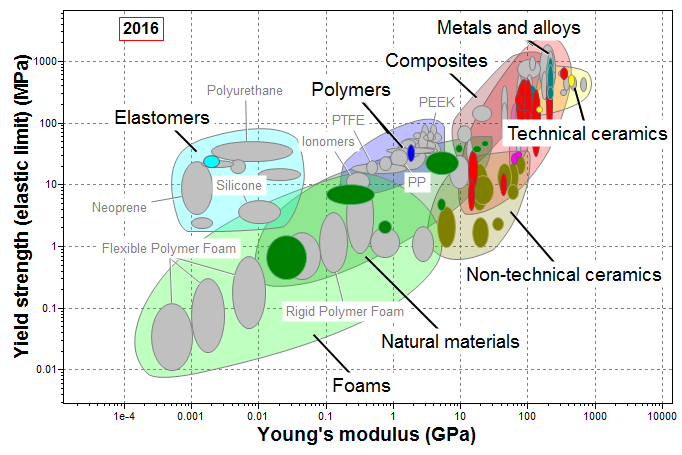 2016
Metals and alloys
Composites
Polymers
Polyurethane
PEEK
Elastomers
PTFE
Technical ceramics
Ionomers
PP
Silicone
Neoprene
Flexible Polymer Foam
Non-technical ceramics
Rigid Polymer Foam
Natural materials
Foams
Yield strength (elastic limit) (MPa)
1000
100
10
1
0.1
0.01
1e-4
0.001
0.01
0.1
1
10
100
1000
10000
Young's modulus (GPa)